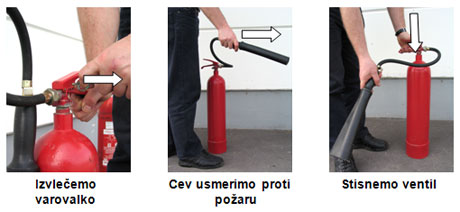 Izvlečemo
varovalko
Cev usmerimo proti
požaru
Stisnemo ventil